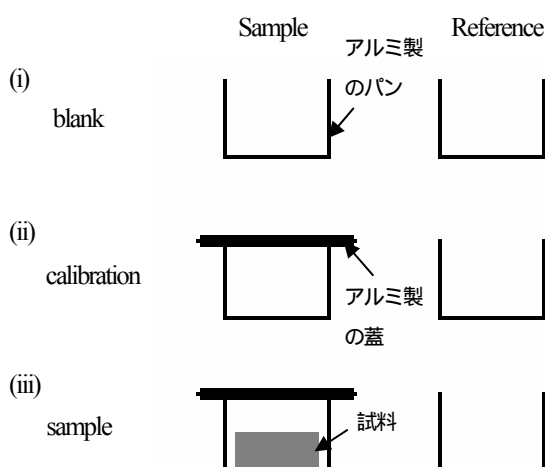 Sample
Reference
アルミ製
のパン
(i)
blank
(ii)
calibration
アルミ製
の蓋
(iii)
sample
試料